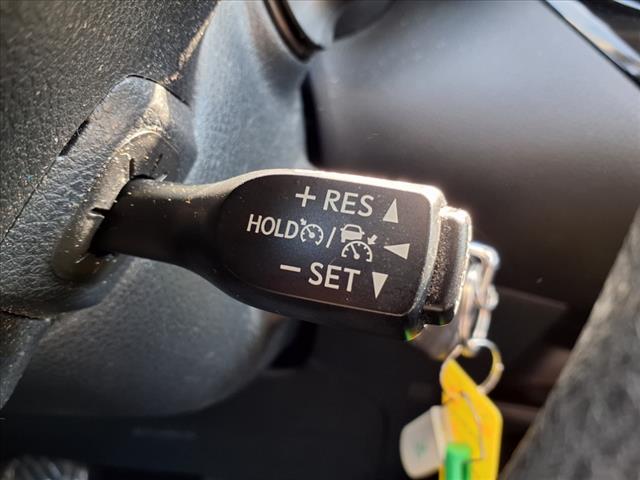 + RES
HOLD /
− SET